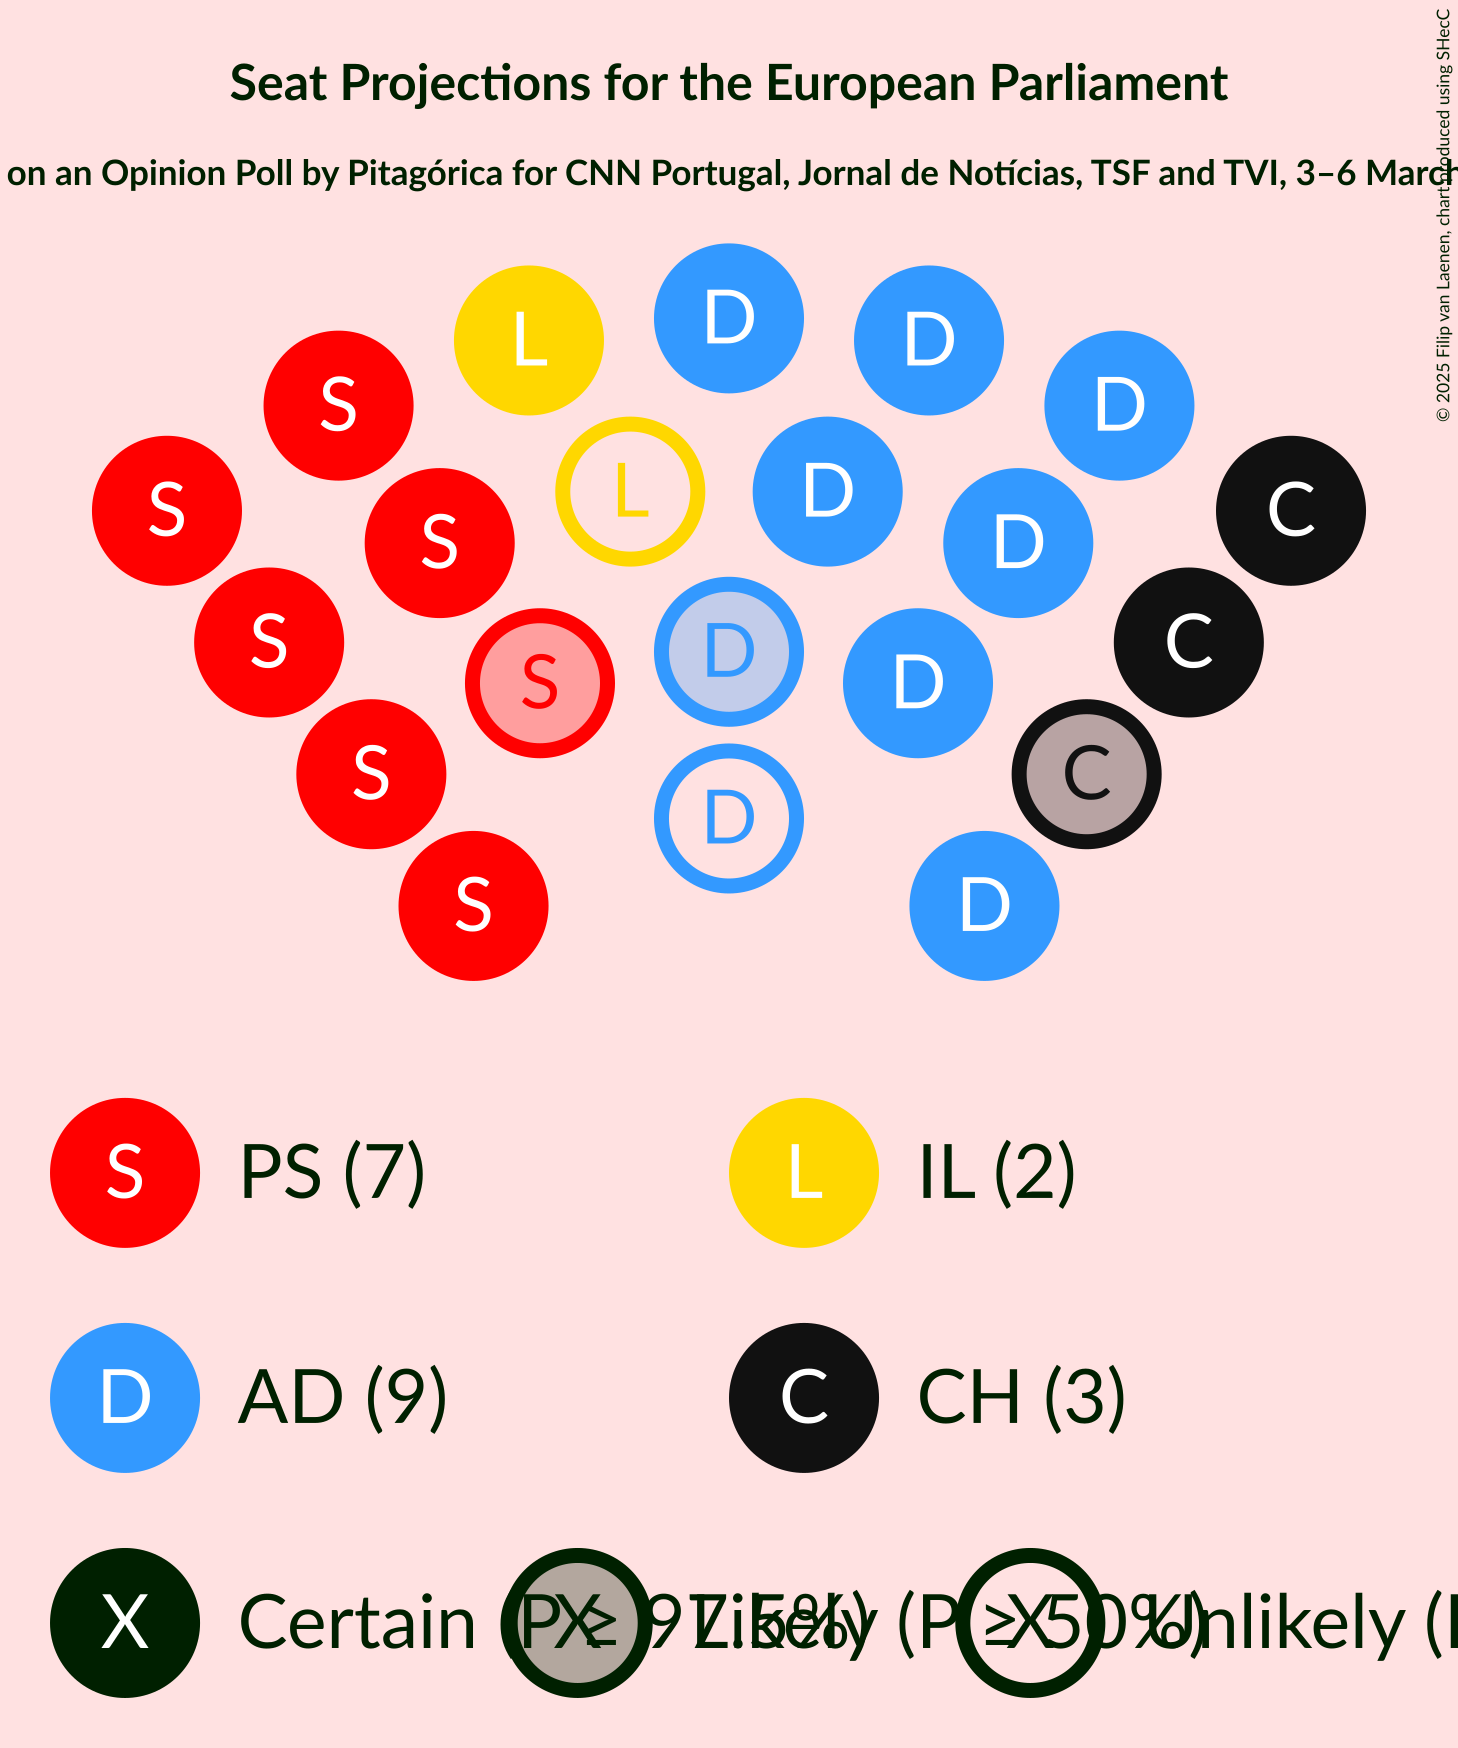 Seat Projections for the European Parliament
on an Opinion Poll by Pitagórica for CNN Portugal, Jornal de Notícias, TSF and TVI, 3–6 March
© 2025 Filip van Laenen, chart produced using SHecC
D
L D
S D
S L D C
S D
S D C
S D
S D C
D
S D
S PS (7) L IL (2)
D AD (9) C CH (3)
X Certain (P ≥ 97.5%) X Likely (P ≥ 50%) X Unlikely